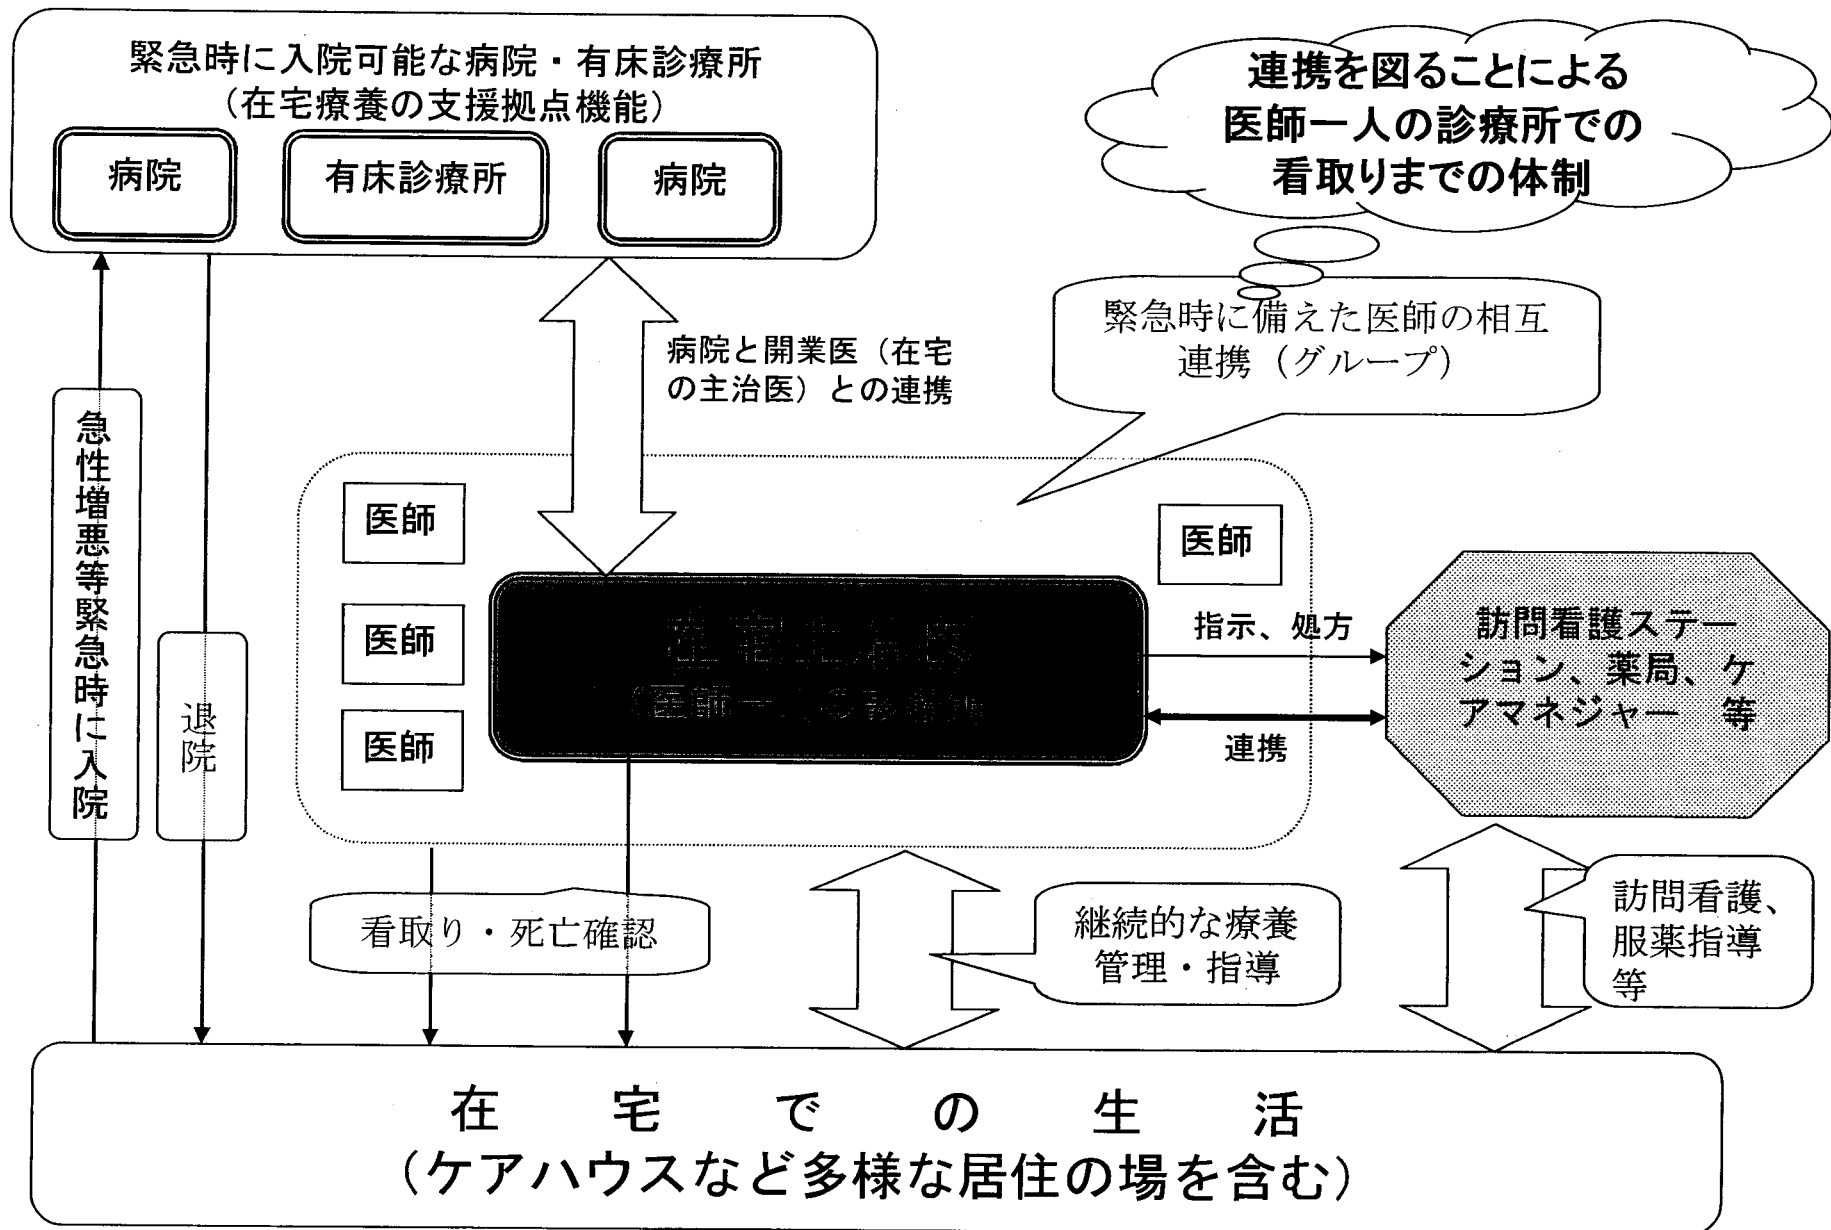 緊急時に入院可能な病院・有床診療所
(在宅療養の支援拠点機能)
病院
有床診療所
病院
連携を図ることによる
医師一人の診療所での
看取りまでの体制
緊急時に備えた医師の相互
連携（グループ）
病院と開業医（在宅
の主治医）との連携
急性増悪等緊急時に入院
退院
医師
医師
医師
医師
指示、処方
連携
訪問看護ステー
ション、薬局、ケ
アマネジャー　等
看取り・死亡確認
継続的な療養
管理・指導
訪問看護、
服薬指導
等
在　宅　で　の　生　活
（ケアハウスなど多様な居住の場を含む）